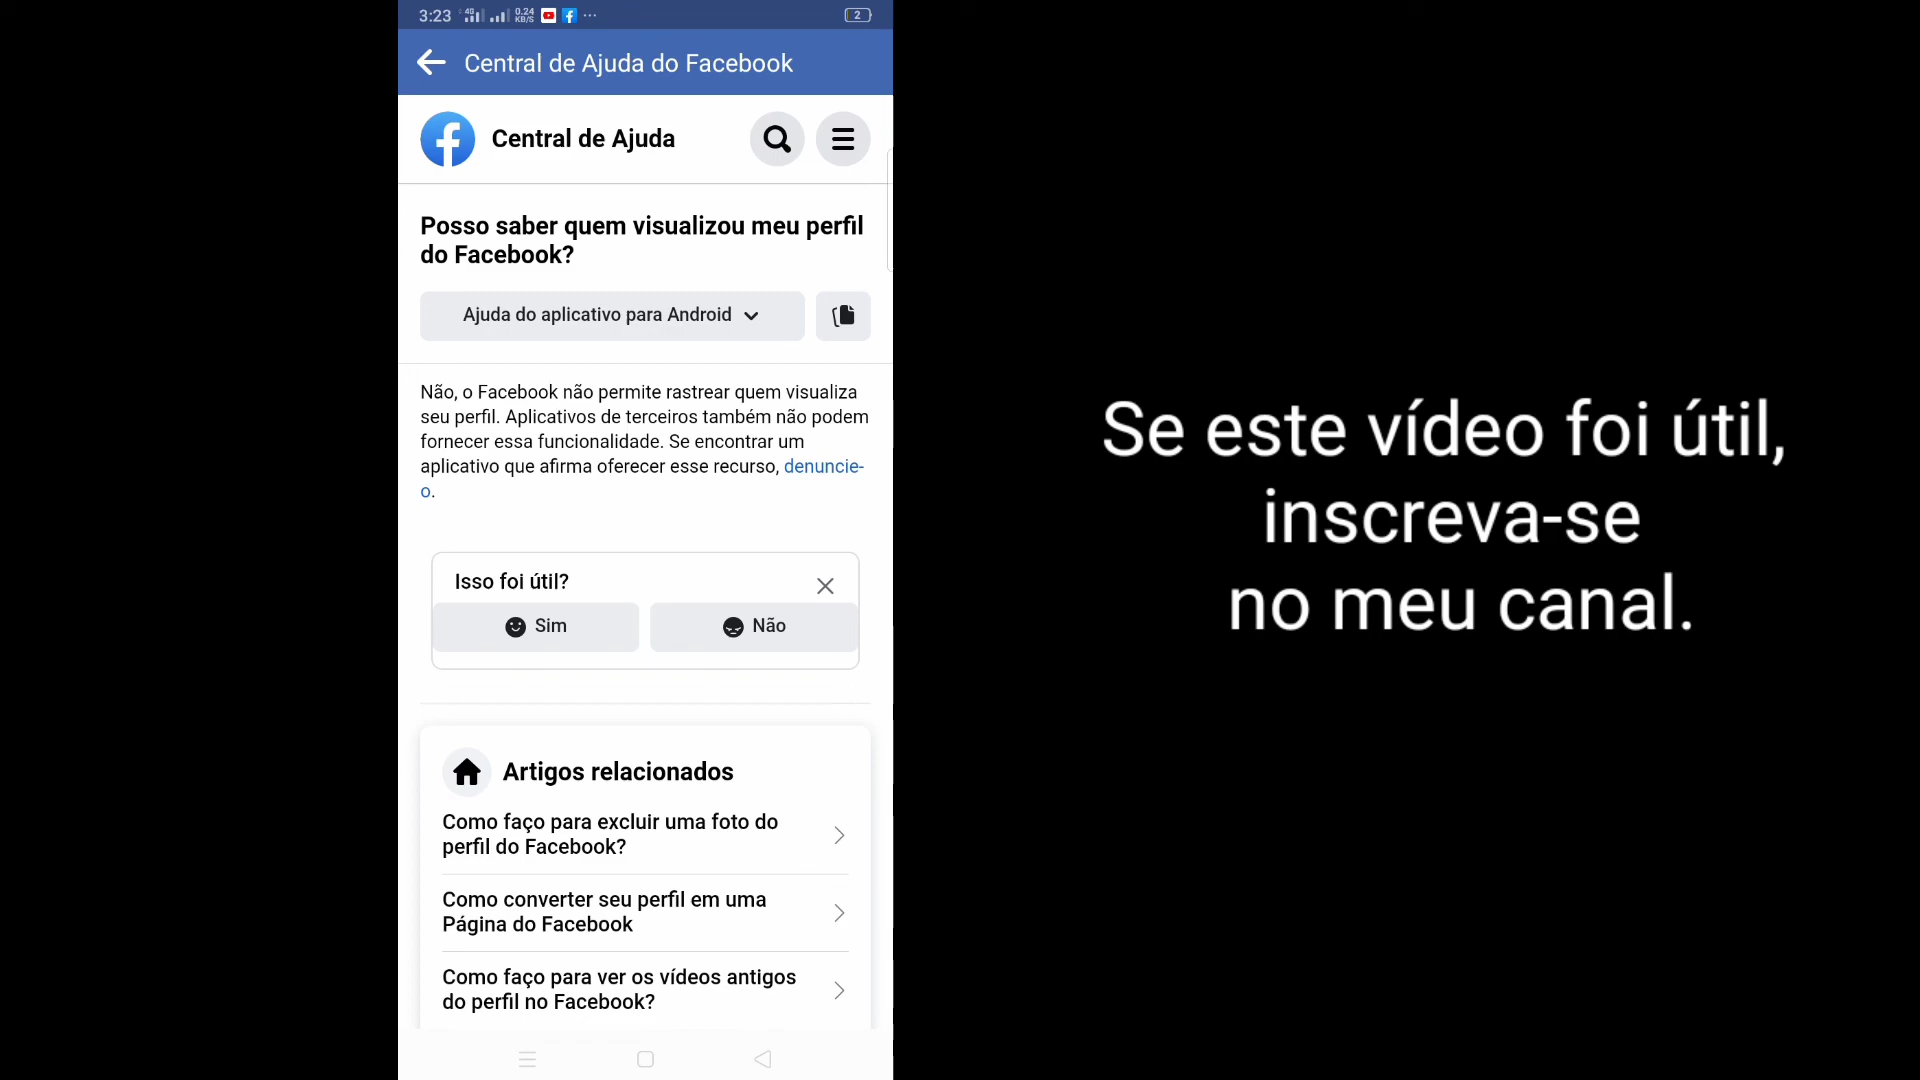 3:23 4G 0.24 KB/S ... 2
Central de Ajuda do Facebook
Central de Ajuda
Posso saber quem visualizou meu perfil
do Facebook?
Ajuda do aplicativo para Android
Não, o Facebook não permite rastrear quem visualiza
seu perfil. Aplicativos de terceiros também não podem
fornecer essa funcionalidade. Se encontrar um
aplicativo que afirma oferecer esse recurso, denuncie-
o.
Isso foi útil?
Sim
Não
Artigos relacionados
Como faço para excluir uma foto do
perfil do Facebook?
Como converter seu perfil em uma
Página do Facebook
Como faço para ver os vídeos antigos
do perfil no Facebook?
Se este vídeo foi útil,
inscreva-se
no meu canal.